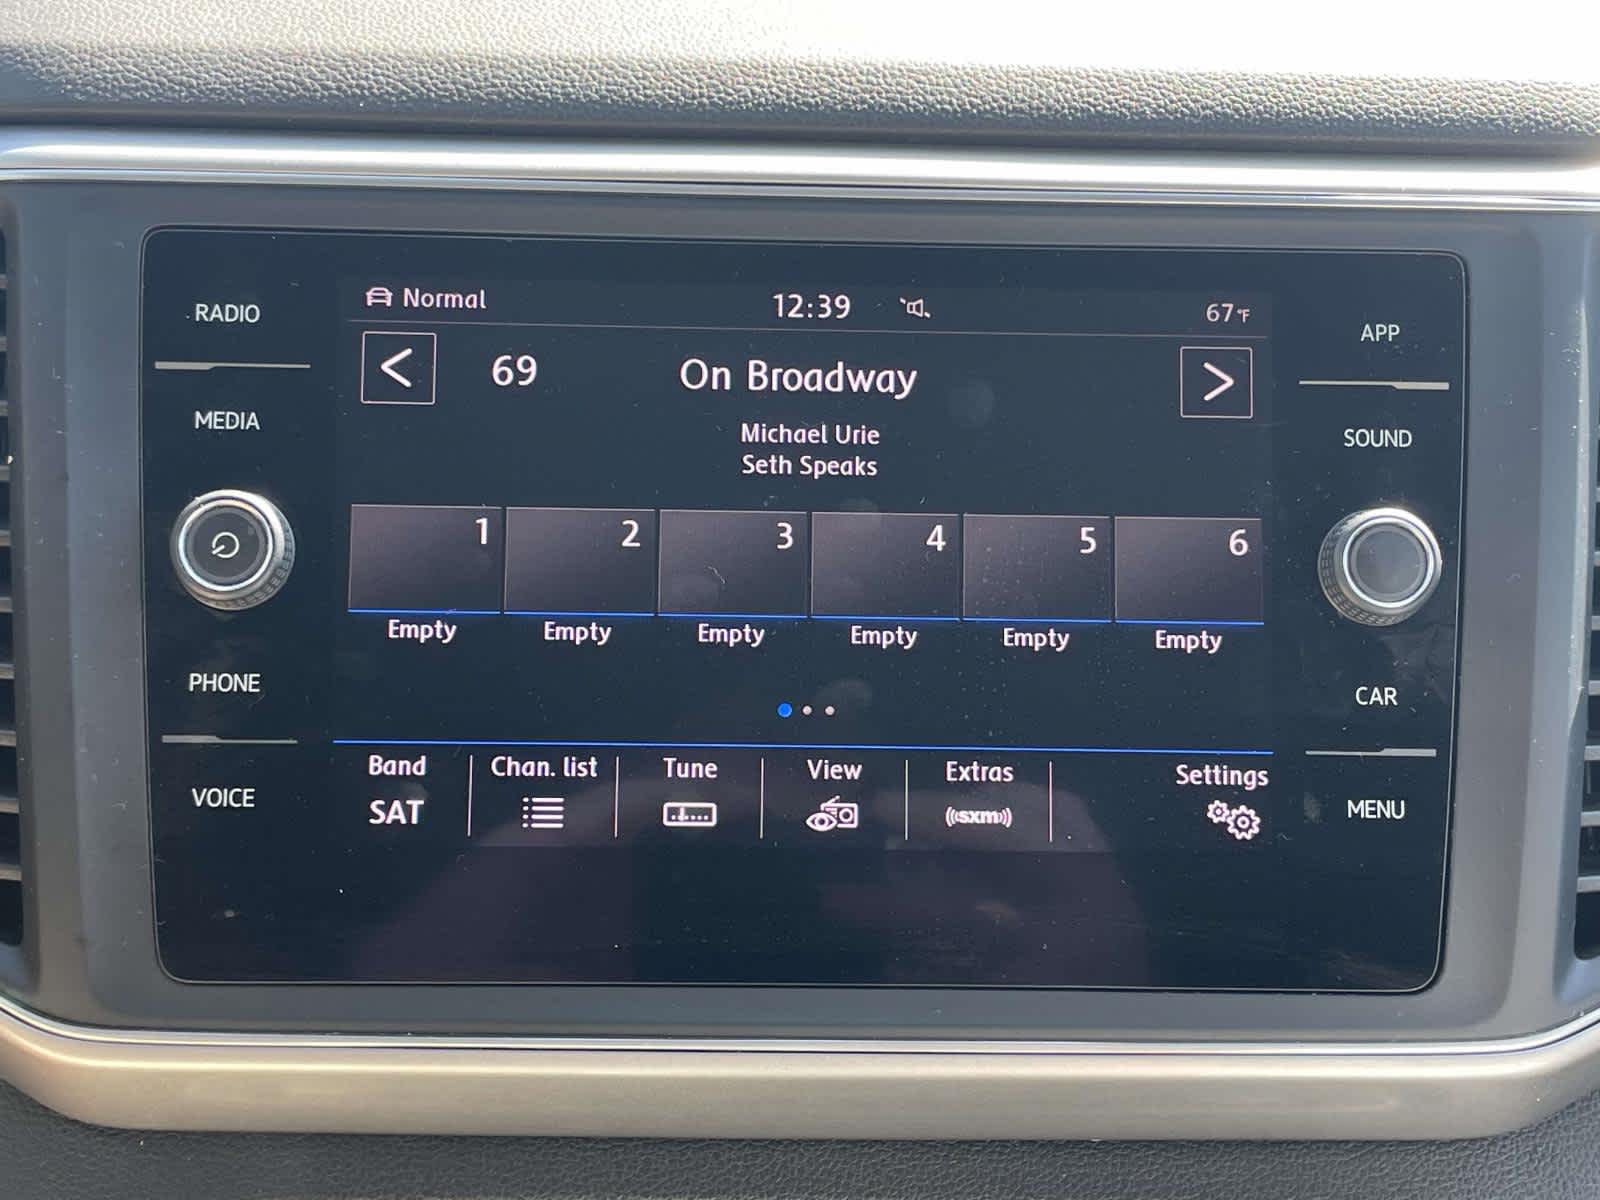 RADIO
MEDIA
PHONE
VOICE
Normal 12:39 67°F
< 69 On Broadway >
Michael Urie
Seth Speaks
1 2 3 4 5 6
Empty Empty Empty Empty Empty Empty
Band Chan. list Tune View Extras Settings
SAT ((sxm))
APP
SOUND
CAR
MENU